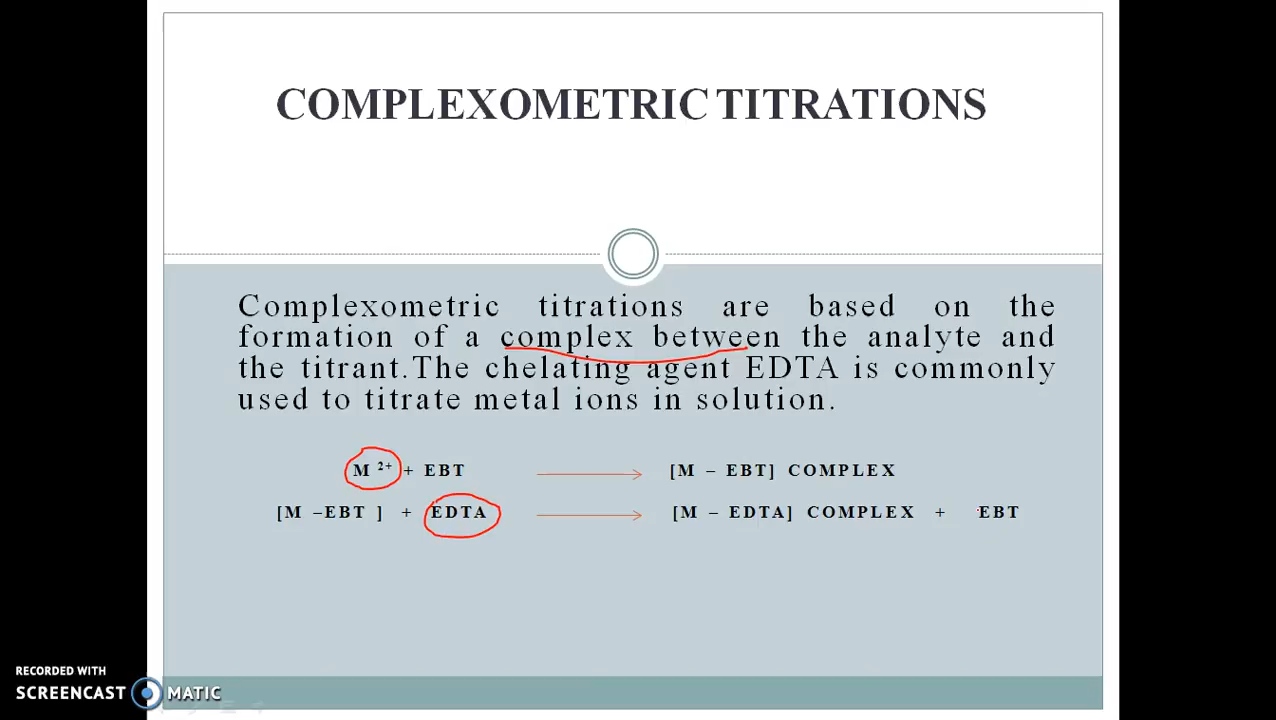 COMPLEXOMETRIC TITRATIONS
Complexometric titrations are based on the
formation of a complex between the analyte and
the titrant.The chelating agent EDTA is commonly
used to titrate metal ions in solution.
M 2+ + EBT [M – EBT] COMPLEX
[M –EBT ] + EDTA [M – EDTA] COMPLEX + EBT
RECORDED WITH
SCREENCAST MATIC